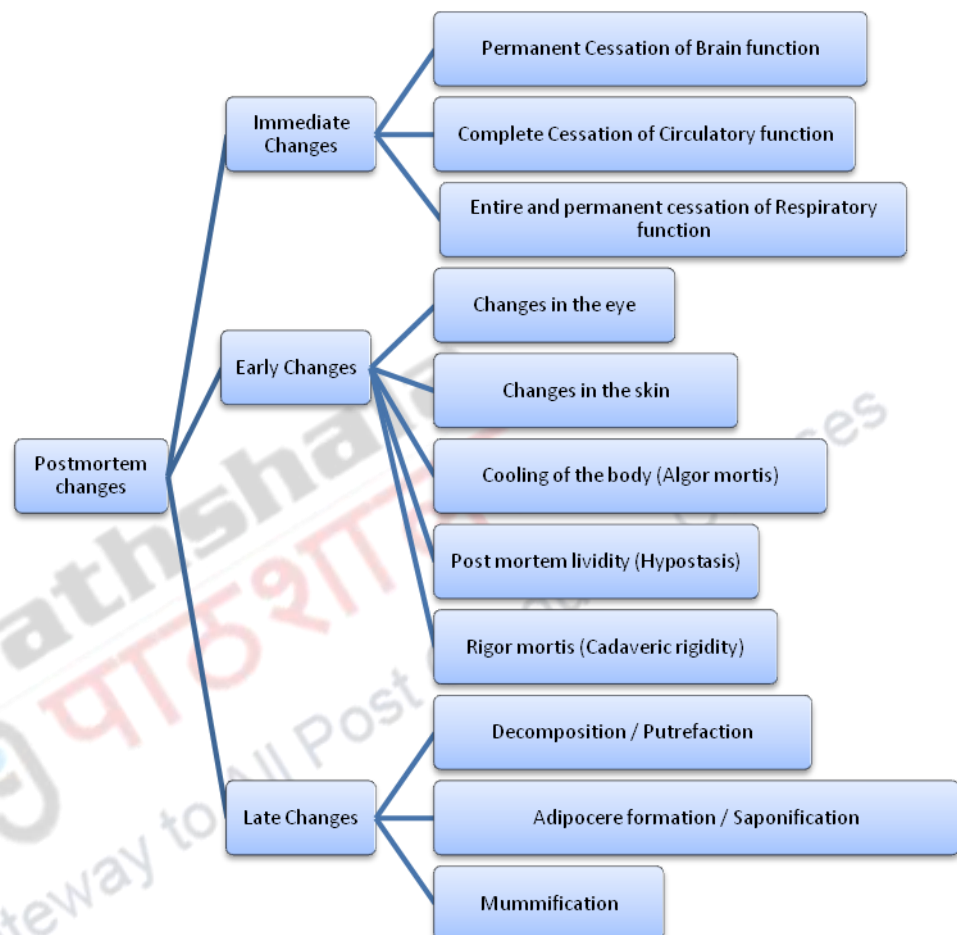 Permanent Cessation of Brain function
Immediate
Changes
Complete Cessation of Circulatory function
Entire and permanent cessation of Respiratory
function
Changes in the eye
Early Changes
Changes in the skin
Postmortem
changes
Cooling of the body (Algor mortis)
Post mortem lividity (Hypostasis)
Rigor mortis (Cadaveric rigidity)
Decomposition / Putrefaction
Late Changes
Adipocere formation / Saponification
Mummification
पाठशाला
to All Post